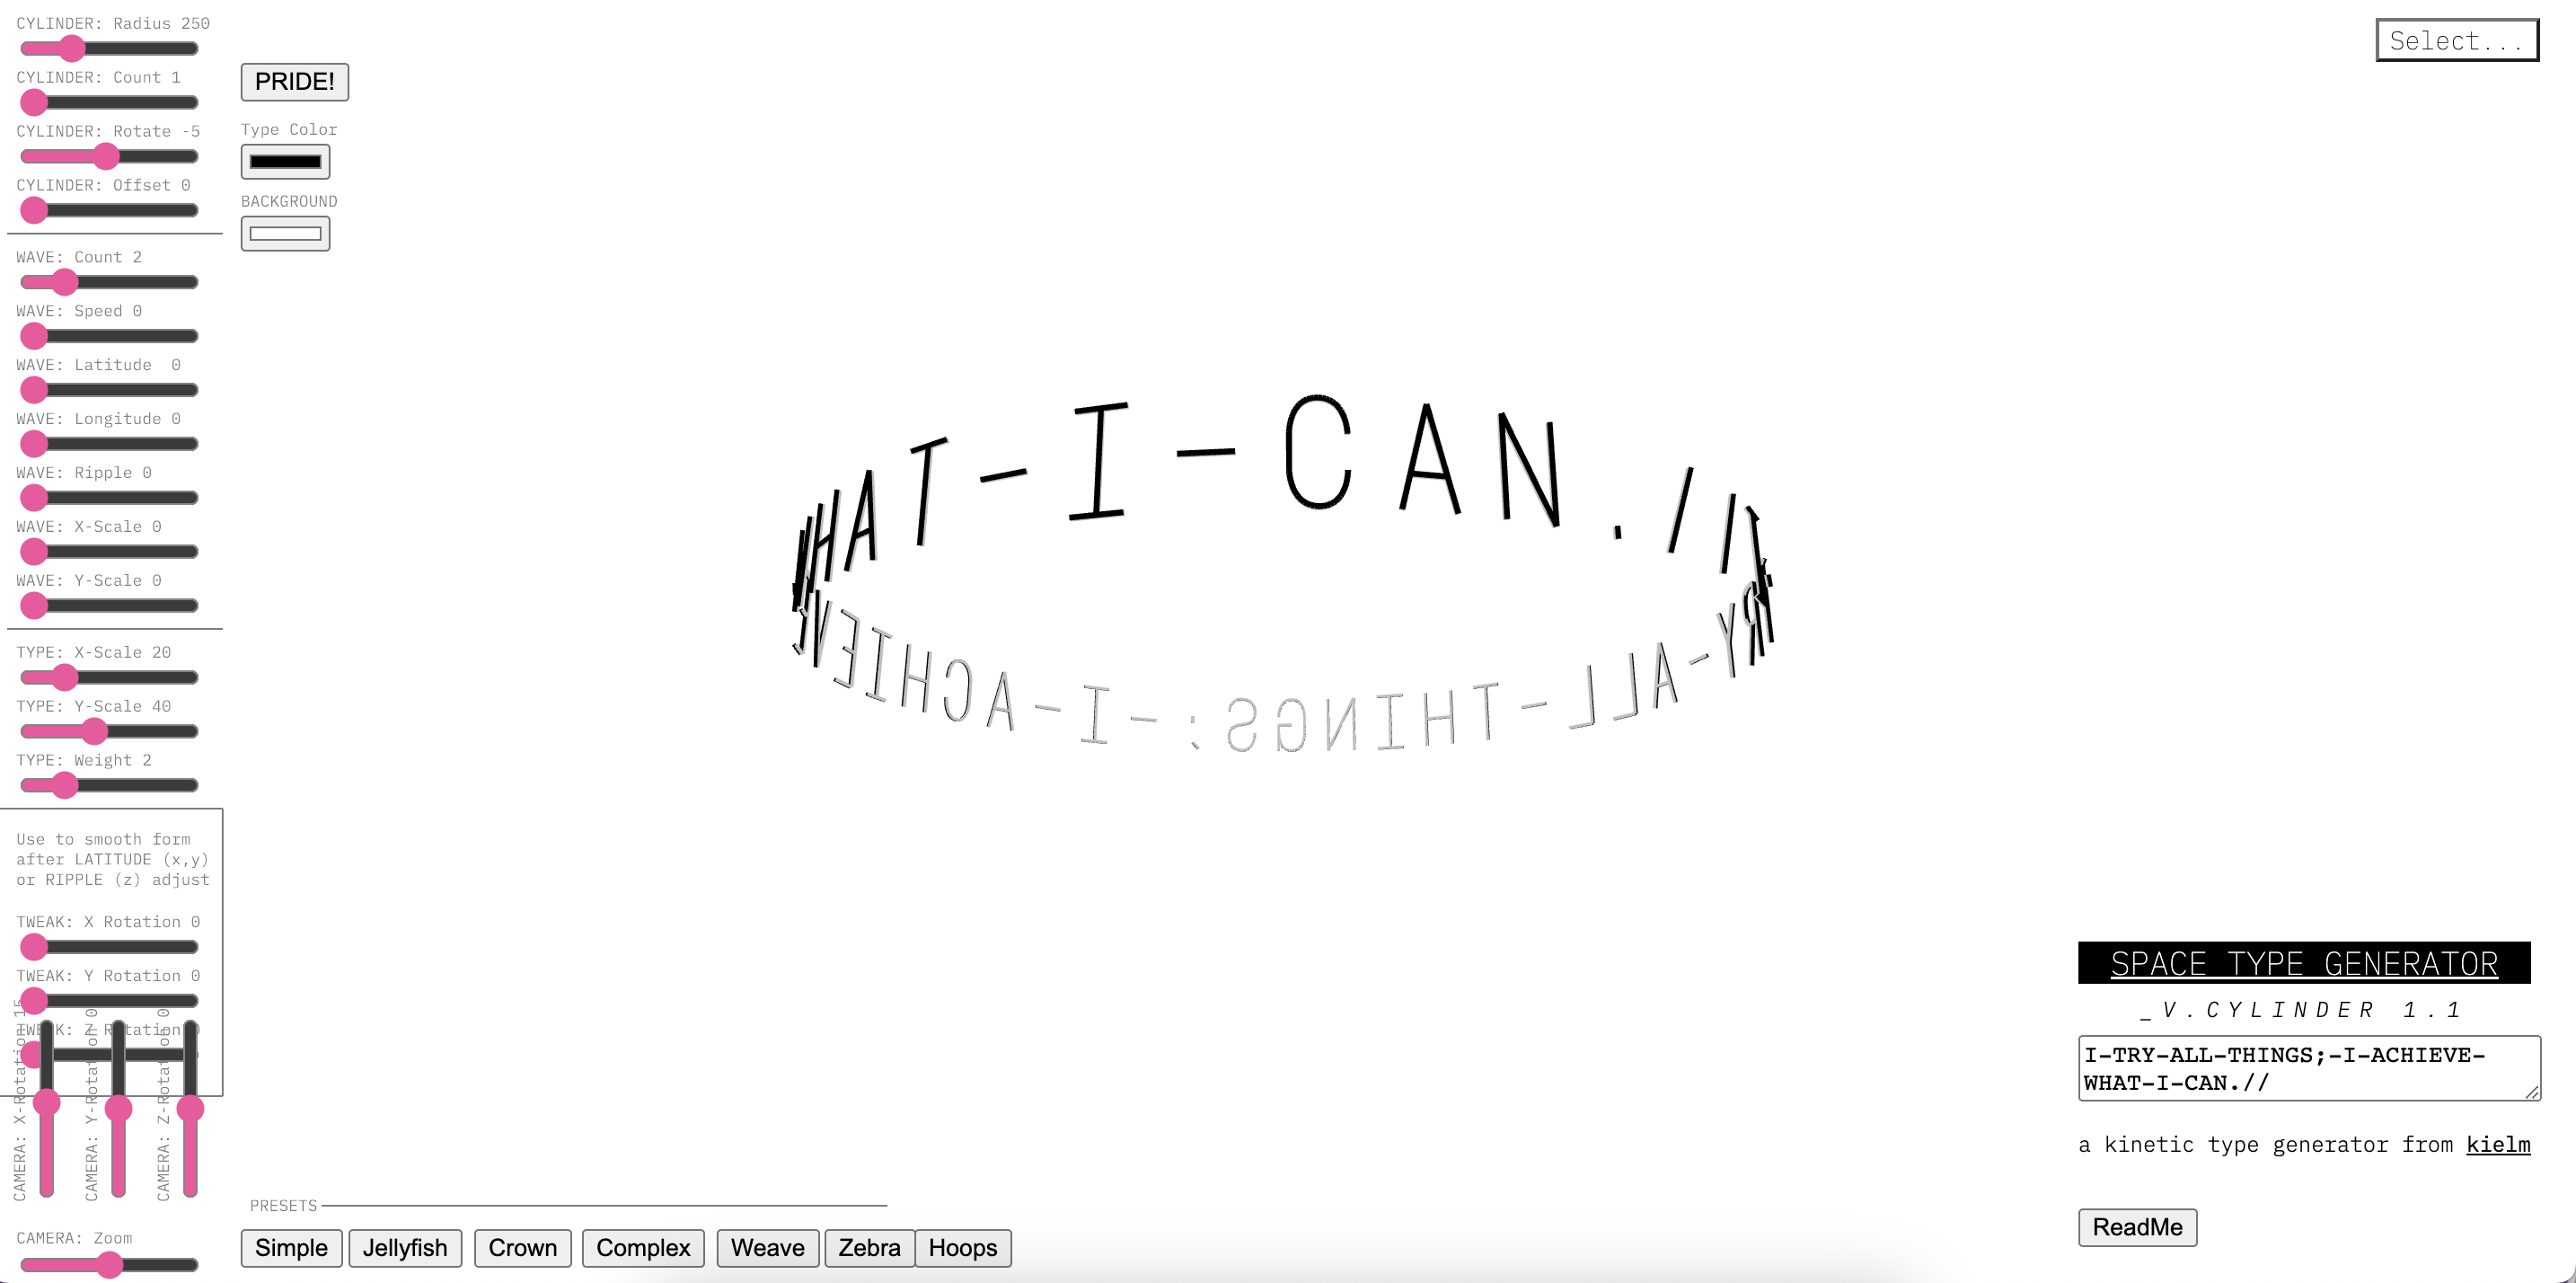 CYLINDER: Radius 250
CYLINDER: Count 1
CYLINDER: Rotate -5
CYLINDER: Offset 0
WAVE: Count 2
WAVE: Speed 0
WAVE: Latitude 0
WAVE: Longitude 0
WAVE: Ripple 0
WAVE: X-Scale 0
WAVE: Y-Scale 0
TYPE: X-Scale 20
TYPE: Y-Scale 40
TYPE: Weight 2
Use to smooth form
after LATITUDE (x,y)
or RIPPLE (z) adjust
TWEAK: X Rotation 0
TWEAK: Y Rotation 0
TWEAK: Z Rotation 0
CAMERA: X-Rotation 15
CAMERA: Y-Rotation 0
CAMERA: Z-Rotation 0
CAMERA: Zoom
PRIDE!
Type Color
BACKGROUND
WHAT-I-CAN.//I
TRY-ALL-THINGS;-I-ACHIEVE
PRESETS
Simple Jellyfish Crown Complex Weave Zebra Hoops
Select...
SPACE TYPE GENERATOR
_V.CYLINDER 1.1
I-TRY-ALL-THINGS;-I-ACHIEVE-
WHAT-I-CAN.//
a kinetic type generator from kielm
ReadMe